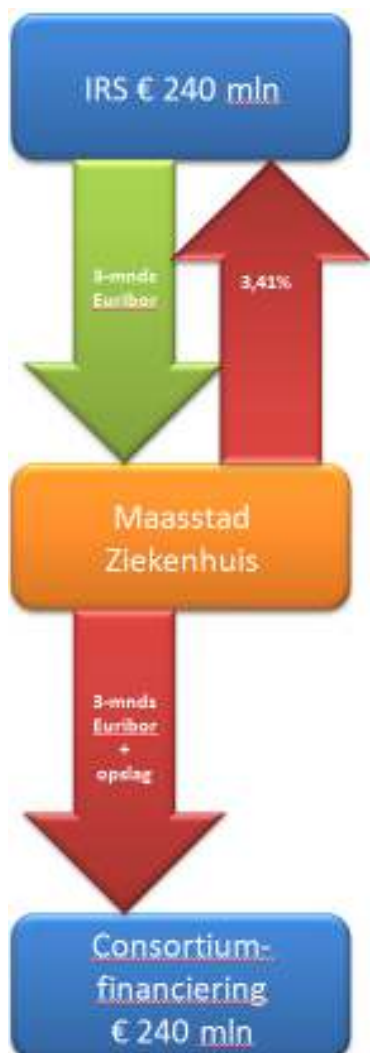 IRS € 240 mln
3-mnds
Euribor
3,41%
Maasstad
Ziekenhuis
3-mnds
Euribor
+
opslag
Consortium-
financiering
€ 240 mln